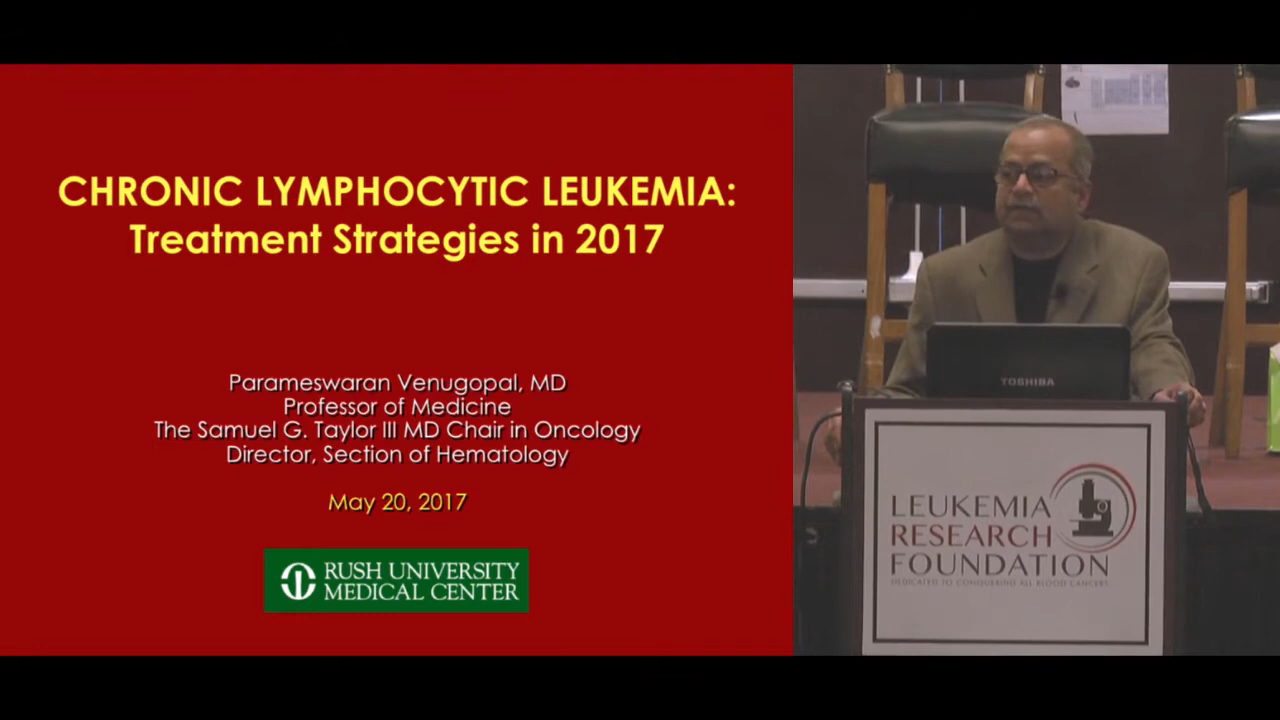 CHRONIC LYMPHOCYTIC LEUKEMIA:
Treatment Strategies in 2017
Parameswaran Venugopal, MD
Professor of Medicine
The Samuel G. Taylor III MD Chair in Oncology
Director, Section of Hematology
May 20, 2017
RUSH UNIVERSITY
MEDICAL CENTER
TOSHIBA
LEUKEMIA
RESEARCH
FOUNDATION
DEDICATED TO CONQUERING ALL BLOOD CANCERS